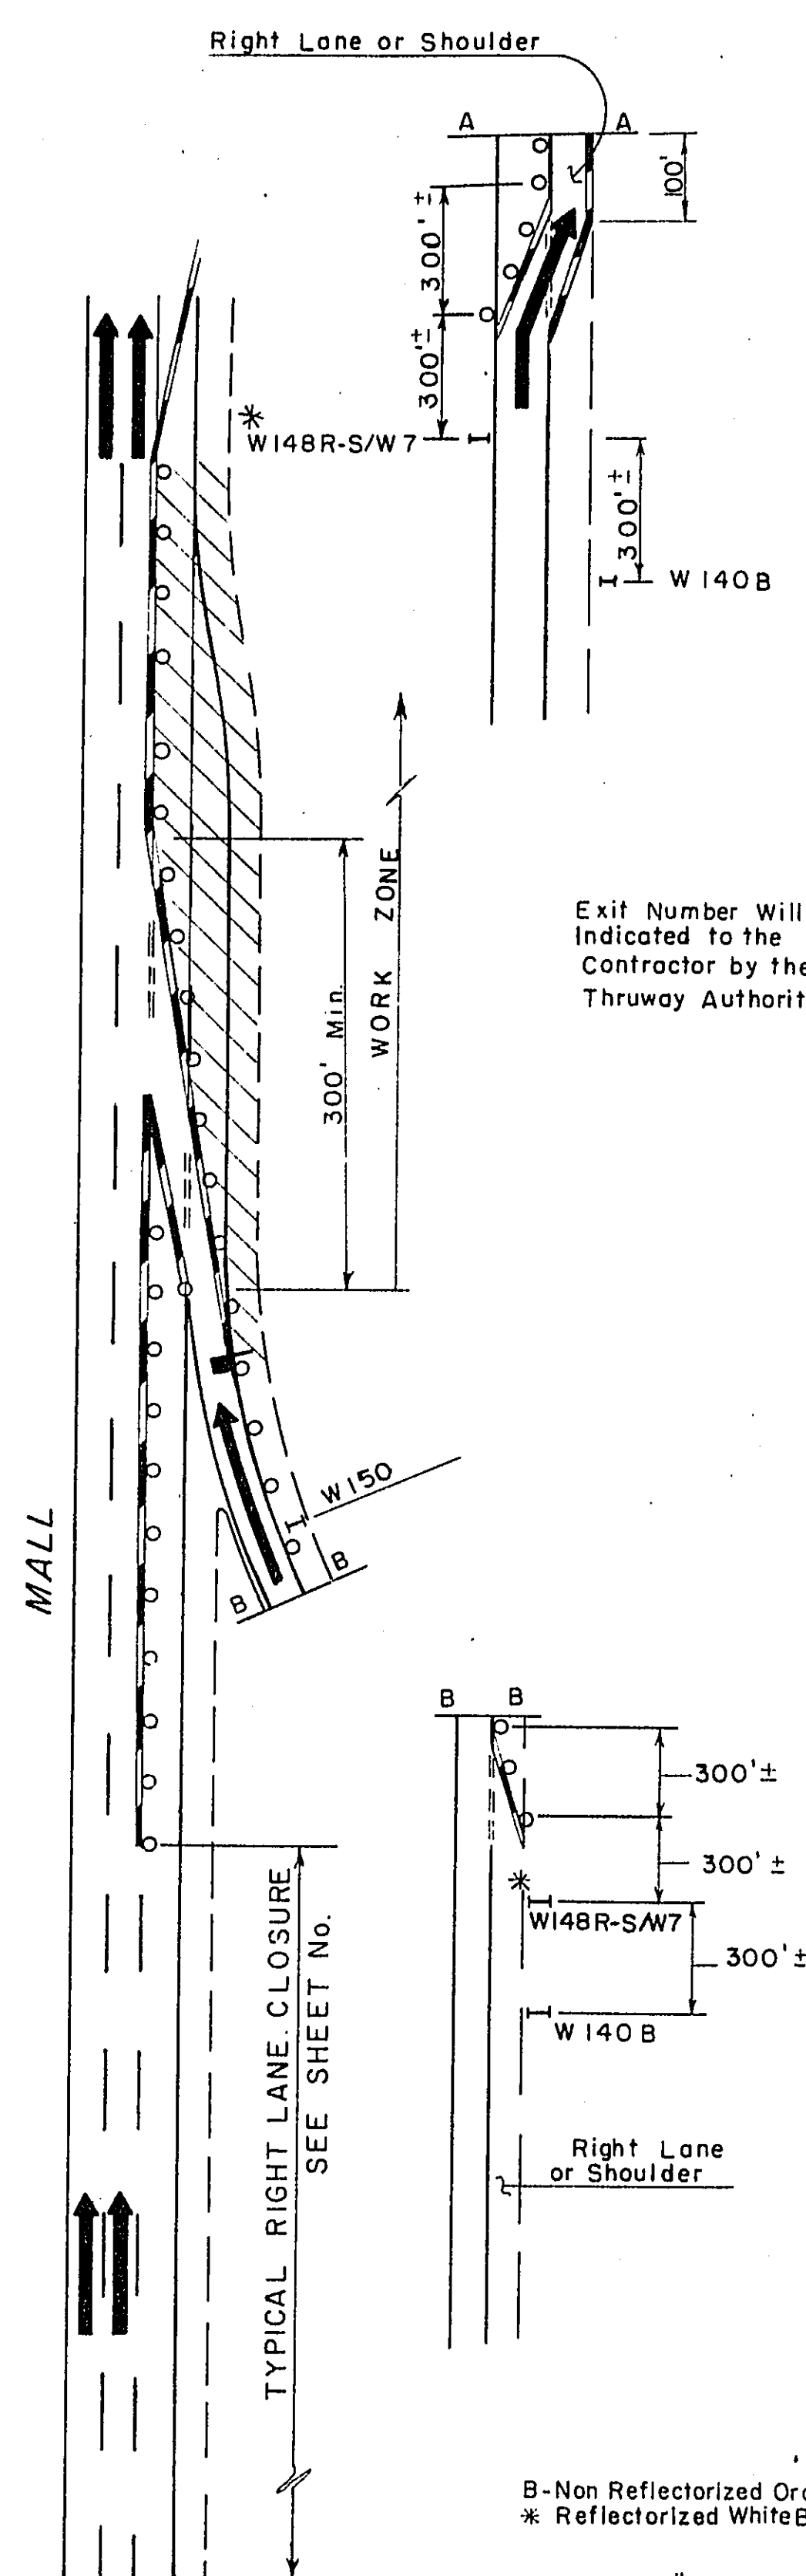 Right Lane or Shoulder
A
A
100'
300'±
300'±
W148R-S/W7
300'±
W140B
Exit Number Will
Indicated to the
Contractor by the
Thruway Authorit
WORK ZONE
300' Min.
W150
MALL
B
B
B
B
300'±
300'±
W148R-S/W7
300'±
W140B
Right Lane
or Shoulder
TYPICAL RIGHT LANE CLOSURE
SEE SHEET No.
B-Non Reflectorized
* Reflectorized White B